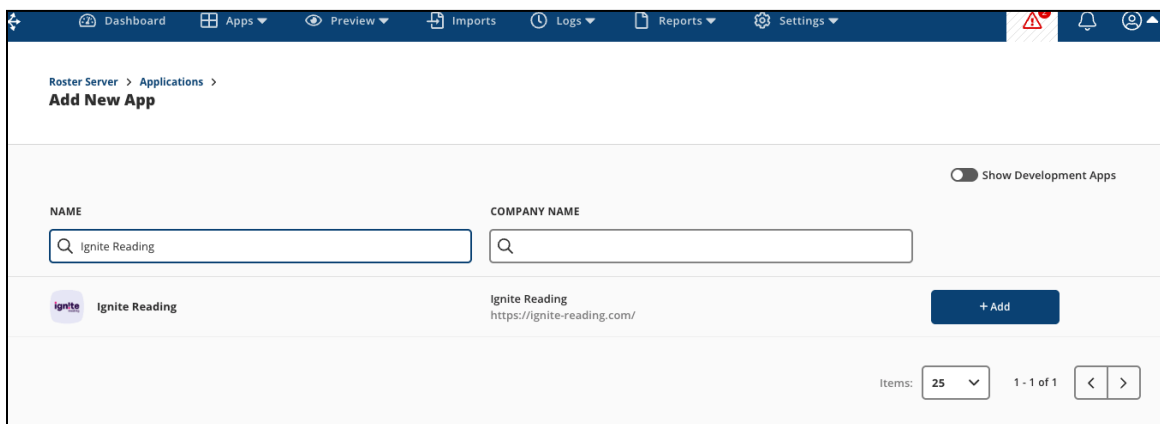 Dashboard Apps Preview Imports Logs Reports Settings
Roster Server > Applications >
Add New App
Show Development Apps
NAME COMPANY NAME
Ignite Reading
ignite Ignite Reading Ignite Reading + Add
https://ignite-reading.com/
Items: 25 1 - 1 of 1 < >